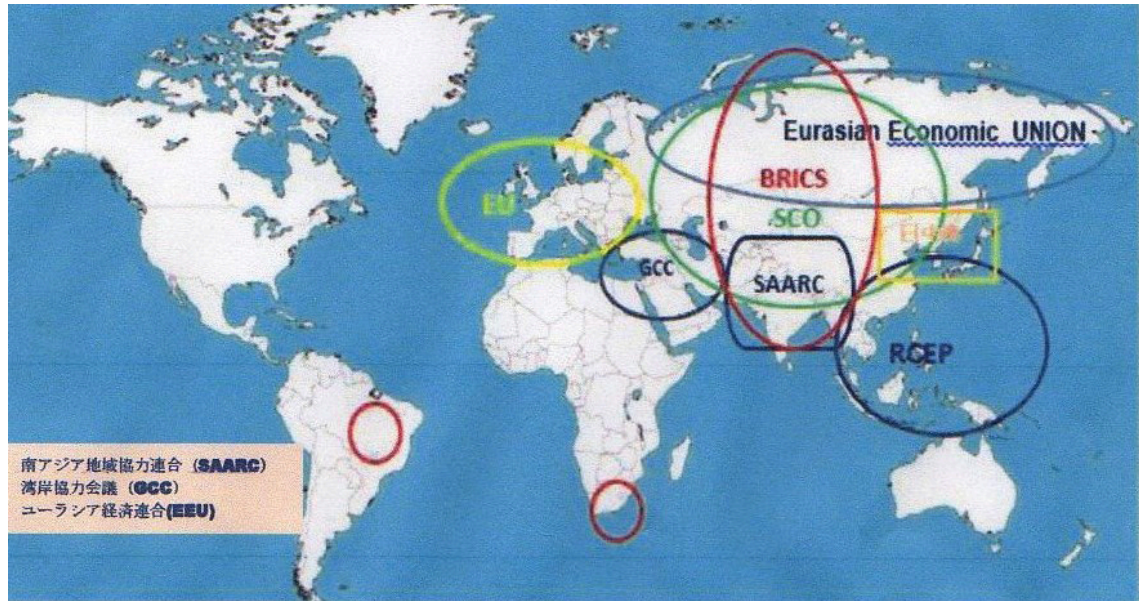 Eurasian Economic UNION
BRICS
EU
SCO
日中韓
GCC
SAARC
RCEP
南アジア地域協力連合 (SAARC)
湾岸協力会議 (GCC)
ユーラシア経済連合(EEU)